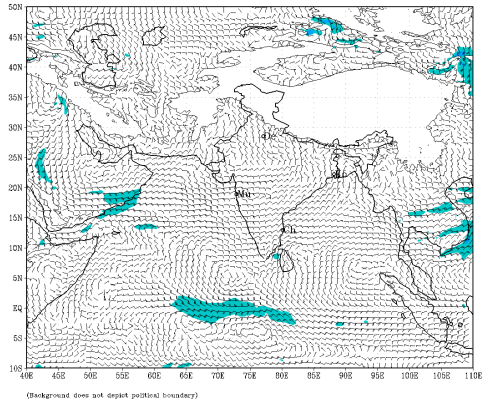 50N
45N
40N
35N
30N
25N
20N
15N
10N
5N
EQ
5S
10S
40E 45E 50E 55E 60E 65E 70E 75E 80E 85E 90E 95E 100E 105E 110E
(Background does not depict political boundary)